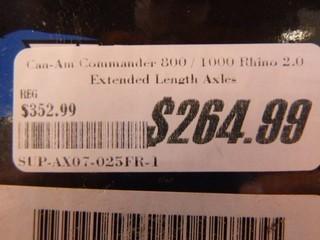 Can-Am Commander 800 / 1000 Rhino 2.0
Extended Length Axles
REG
$352.99
$264.99
SUP-AX07-025FR-1